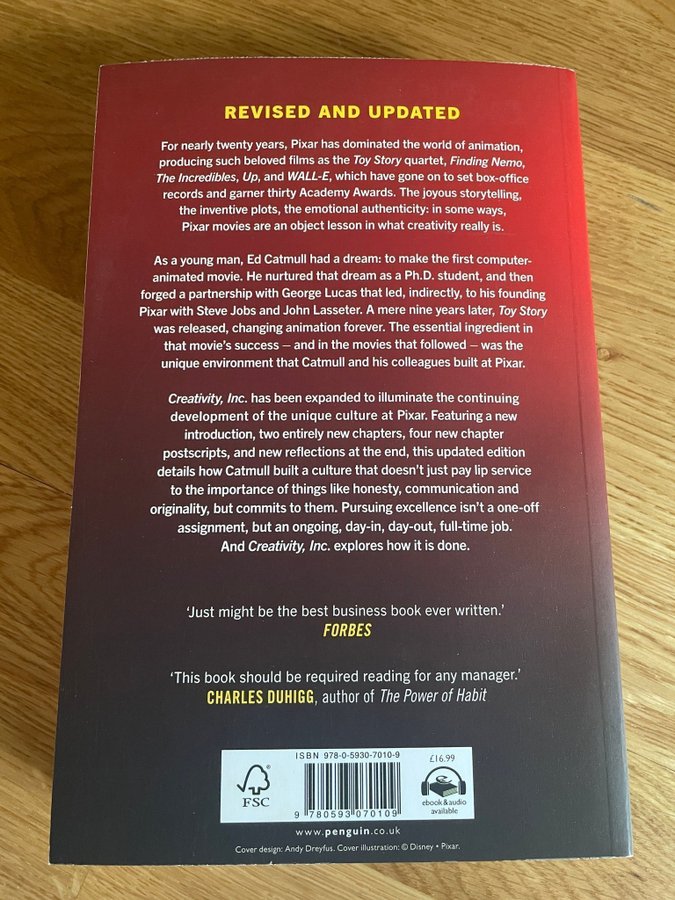 REVISED AND UPDATED
For nearly twenty years, Pixar has dominated the world of animation,
producing such beloved films as the Toy Story quartet, Finding Nemo,
The Incredibles, Up, and WALL-E, which have gone on to set box-office
records and garner thirty Academy Awards. The joyous storytelling,
the inventive plots, the emotional authenticity: in some ways,
Pixar movies are an object lesson in what creativity really is.
As a young man, Ed Catmull had a dream: to make the first computer-
animated movie. He nurtured that dream as a Ph.D. student, and then
forged a partnership with George Lucas that led, indirectly, to his founding
Pixar with Steve Jobs and John Lasseter. A mere nine years later, Toy Story
was released, changing animation forever. The essential ingredient in
that movie's success – and in the movies that followed – was the
unique environment that Catmull and his colleagues built at Pixar.
Creativity, Inc. has been expanded to illuminate the continuing
development of the unique culture at Pixar. Featuring a new
introduction, two entirely new chapters, four new chapter
postscripts, and new reflections at the end, this updated edition
details how Catmull built a culture that doesn't just pay lip service
to the importance of things like honesty, communication and
originality, but commits to them. Pursuing excellence isn't a one-off
assignment, but an ongoing, day-in, day-out, full-time job.
And Creativity, Inc. explores how it is done.
'Just might be the best business book ever written.'
FORBES
'This book should be required reading for any manager.'
CHARLES DUHIGG, author of The Power of Habit
ISBN 978-0-5930-7010-9
£16.99
FSC
®
9 780593 070109
ebook & audio
available
www.penguin.co.uk
Cover design: Andy Dreyfus. Cover illustration: © Disney • Pixar.